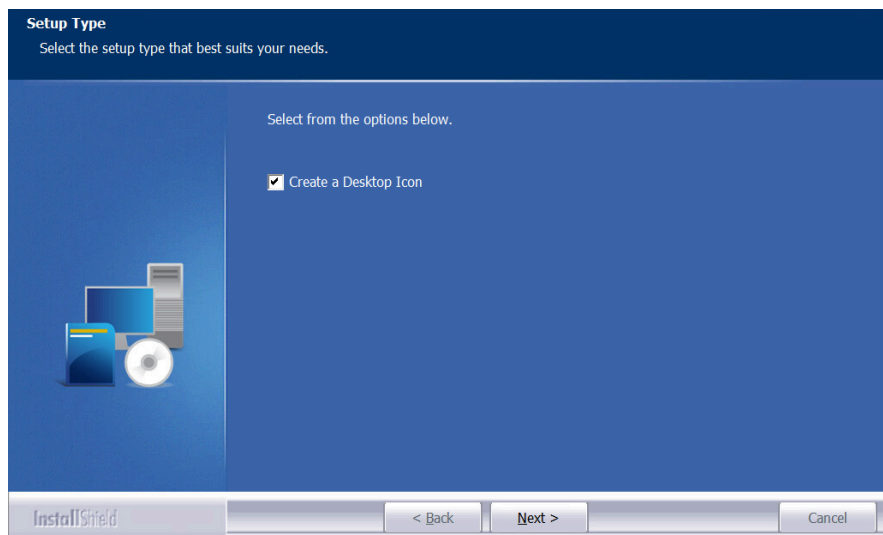 Setup Type
Select the setup type that best suits your needs.
Select from the options below.
Create a Desktop Icon
InstallShield
< Back
Next >
Cancel